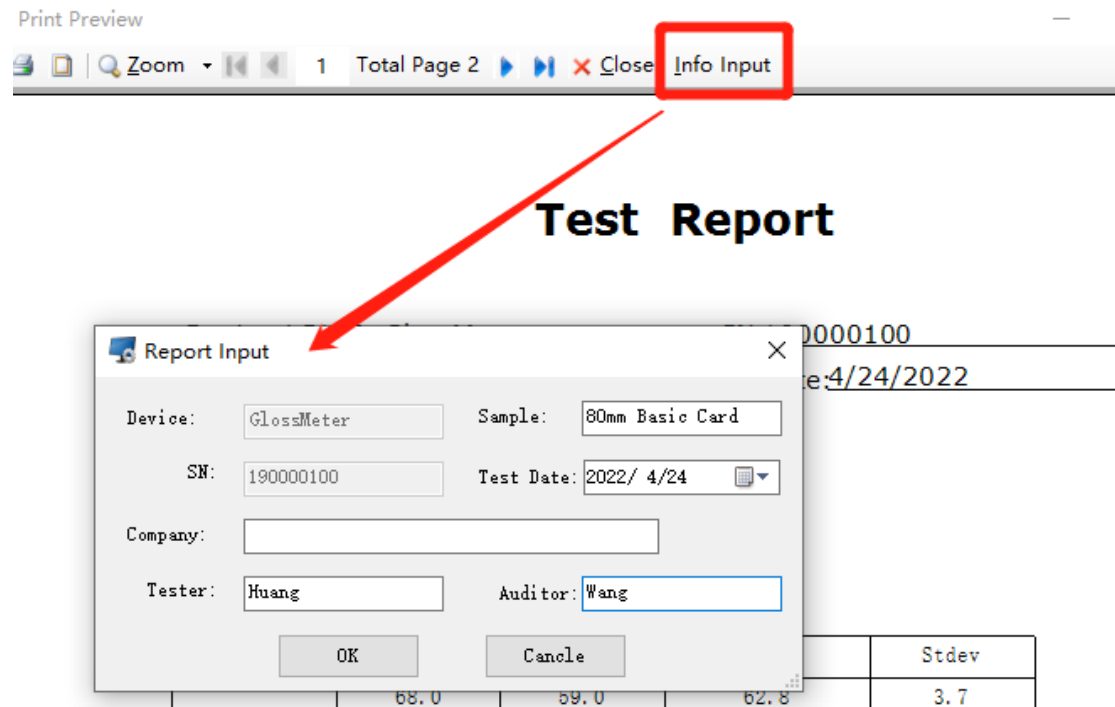 Print Preview
Zoom 1 Total Page 2 Close Info Input
Test Report
0000100
e:4/24/2022
Report Input
Device: GlossMeter Sample: 80mm Basic Card
SN: 190000100 Test Date: 2022/ 4/24
Company:
Tester: Huang Auditor: Wang
OK Cancle
Stdev
68.0 59.0 62.8 3.7